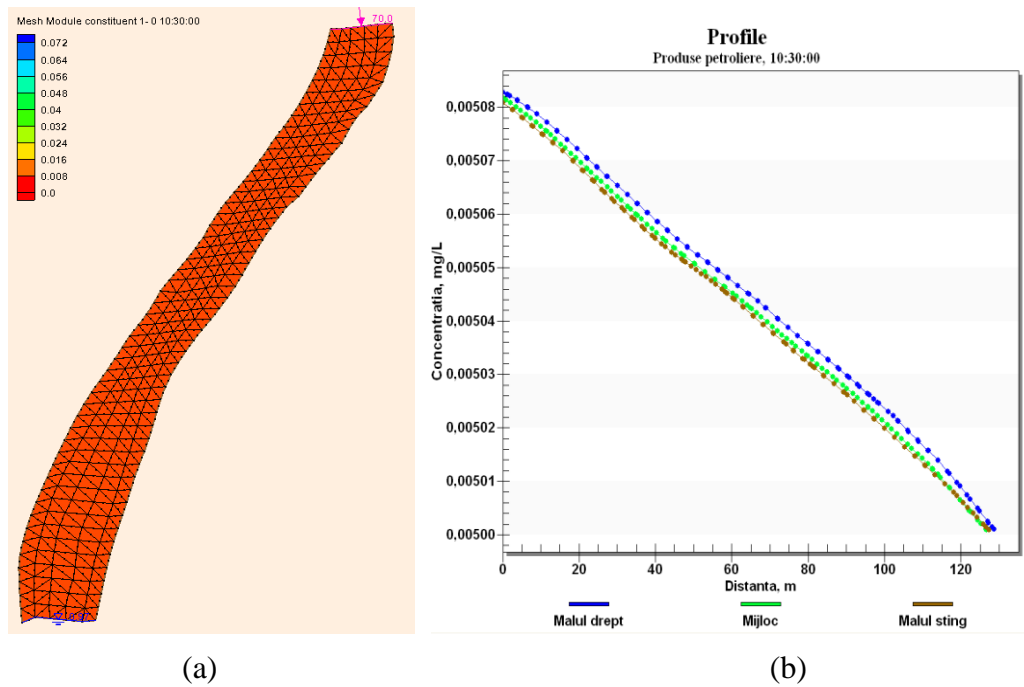 Mesh Module constituent 1- 0 10:30:00
70.0
0.072
0.064
0.056
0.048
0.04
0.032
0.024
0.016
0.008
0.0
Profile
Produse petroliere, 10:30:00
Concentratia, mg/L
0,00508
0,00507
0,00506
0,00505
0,00504
0,00503
0,00502
0,00501
0,00500
0 20 40 60 80 100 120
Distanta, m
Malul drept Mijloc Malul sting
(a) (b)